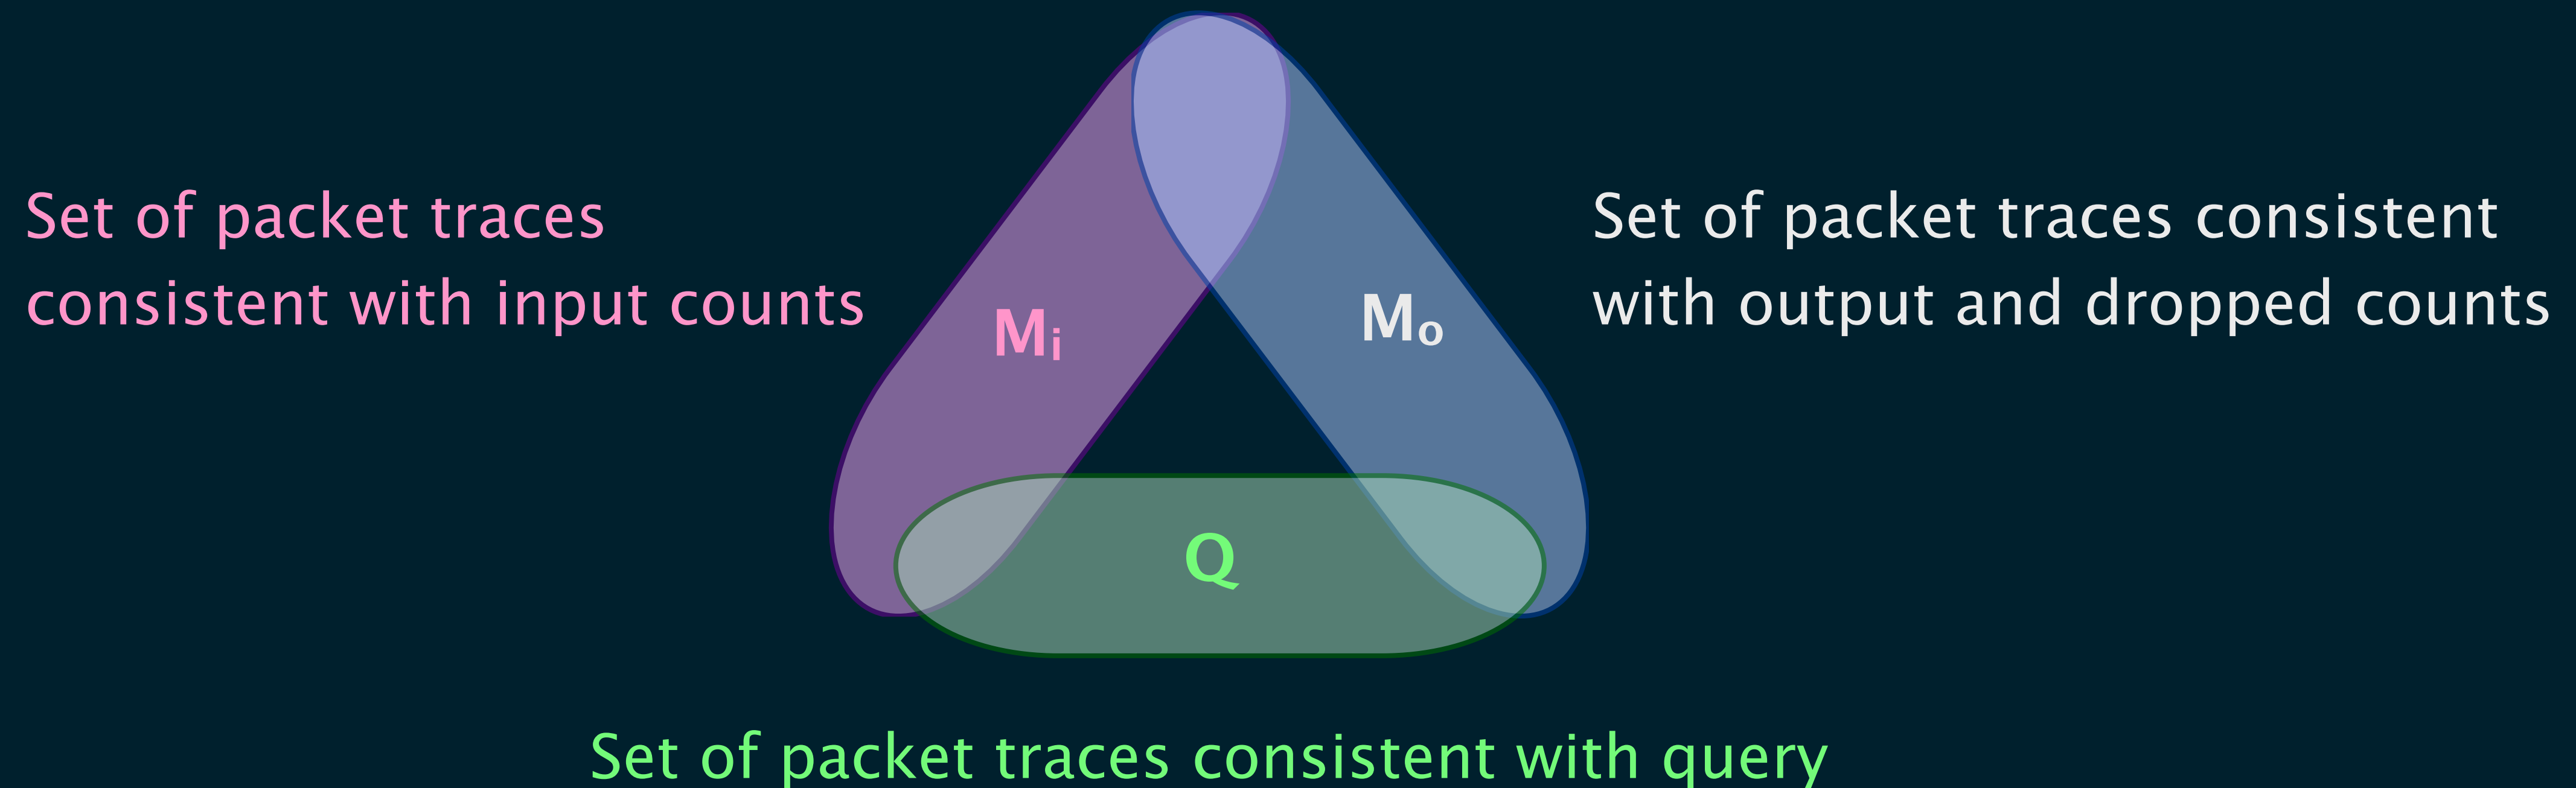 Set of packet traces
consistent with input counts
Mᵢ
Mₒ
Set of packet traces consistent
with output and dropped counts
Q
Set of packet traces consistent with query